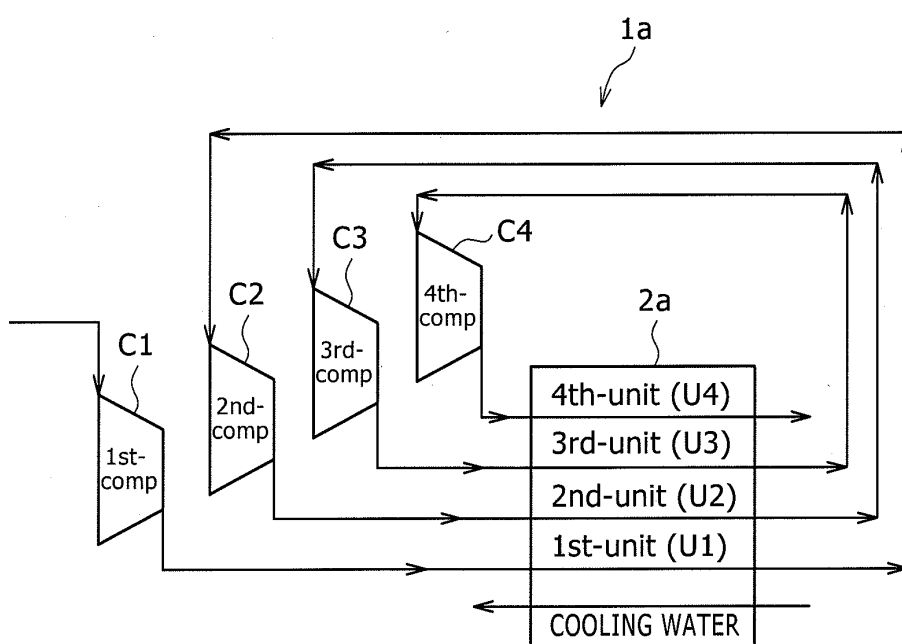 1a
C4
C3
2a
C2
4th-
comp
C1
3rd-
comp
4th-unit (U4)
2nd-
comp
3rd-unit (U3)
1st-
comp
2nd-unit (U2)
1st-unit (U1)
COOLING WATER